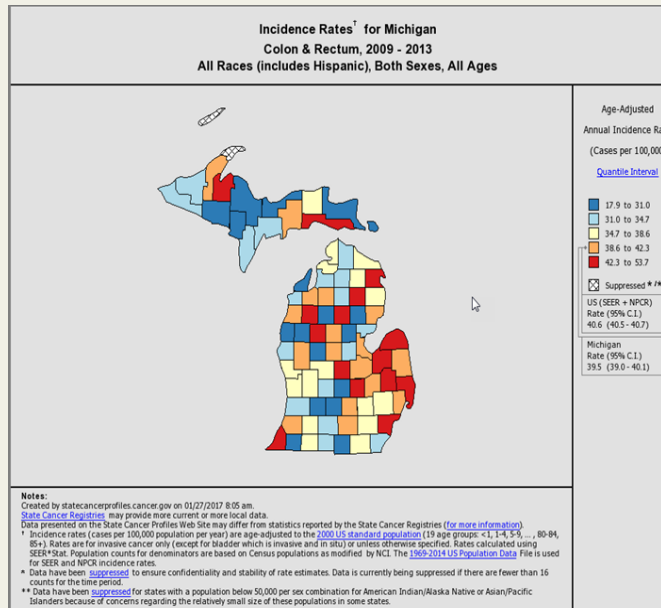 Incidence Rates† for Michigan
Colon & Rectum, 2009 - 2013
All Races (includes Hispanic), Both Sexes, All Ages
Age-Adjusted
Annual Incidence Ra
(Cases per 100,000
Quantile Interval
17.9 to 31.0
31.0 to 34.7
34.7 to 38.6
38.6 to 42.3
42.3 to 53.7
Suppressed * /*
US (SEER + NPCR)
Rate (95% C.I.)
40.6 (40.5 - 40.7)
Michigan
Rate (95% C.I.)
39.5 (39.0 - 40.1)
Notes:
Created by statecancerprofiles.cancer.gov on 01/27/2017 8:05 am.
State Cancer Registries may provide more current or more local data.
Data presented on the State Cancer Profiles Web Site may differ from statistics reported by the State Cancer Registries (for more information).
† Incidence rates (cases per 100,000 population per year) are age-adjusted to the 2000 US standard population (19 age groups: <1, 1-4, 5-9, ... , 80-84,
85+). Rates are for invasive cancer only (except for bladder which is invasive and in situ) or unless otherwise specified. Rates calculated using
SEER*Stat. Population counts for denominators are based on Census populations as modified by NCI. The 1969-2014 US Population Data File is used
for SEER and NPCR incidence rates.
* Data have been suppressed to ensure confidentiality and stability of rate estimates. Data is currently being suppressed if there are fewer than 16
counts for the time period.
** Data have been suppressed for states with a population below 50,000 per sex combination for American Indian/Alaska Native or Asian/Pacific
Islanders because of concerns regarding the relatively small size of these populations in some states.